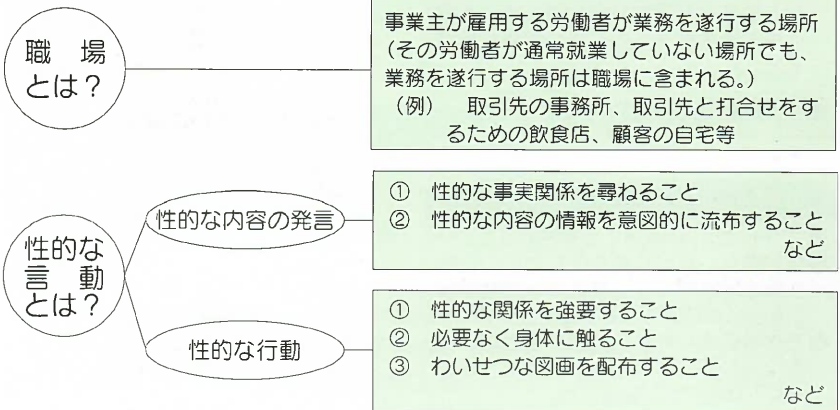 職場
とは？
事業主が雇用する労働者が業務を遂行する場所
（その労働者が通常就業していない場所でも、
業務を遂行する場所は職場に含まれる。）
（例）　取引先の事務所、取引先と打合せをす
るための飲食店、顧客の自宅等
性的な
言動
とは？
性的な内容の発言
①　性的な事実関係を尋ねること
②　性的な内容の情報を意図的に流布すること
など
性的な行動
①　性的な関係を強要すること
②　必要なく身体に触ること
③　わいせつな図画を配布すること
など